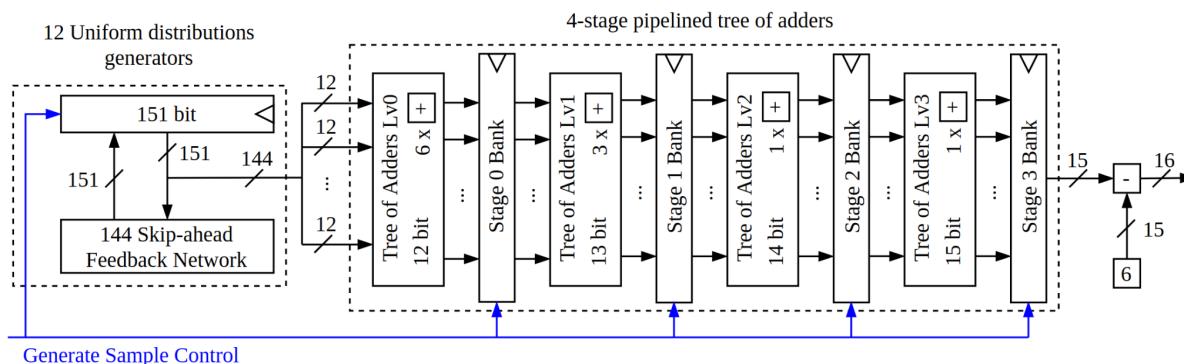 12 Uniform distributions
generators
151 bit
151
151
144
144 Skip-ahead
Feedback Network
Generate Sample Control
4-stage pipelined tree of adders
12
12
...
12
Tree of Adders Lv0
12 bit 6 x +
...
Stage 0 Bank
...
Tree of Adders Lv1
13 bit 3 x +
...
Stage 1 Bank
...
Tree of Adders Lv2
14 bit 1 x +
...
Stage 2 Bank
...
Tree of Adders Lv3
15 bit 1 x +
...
Stage 3 Bank
15
-
16
15
6